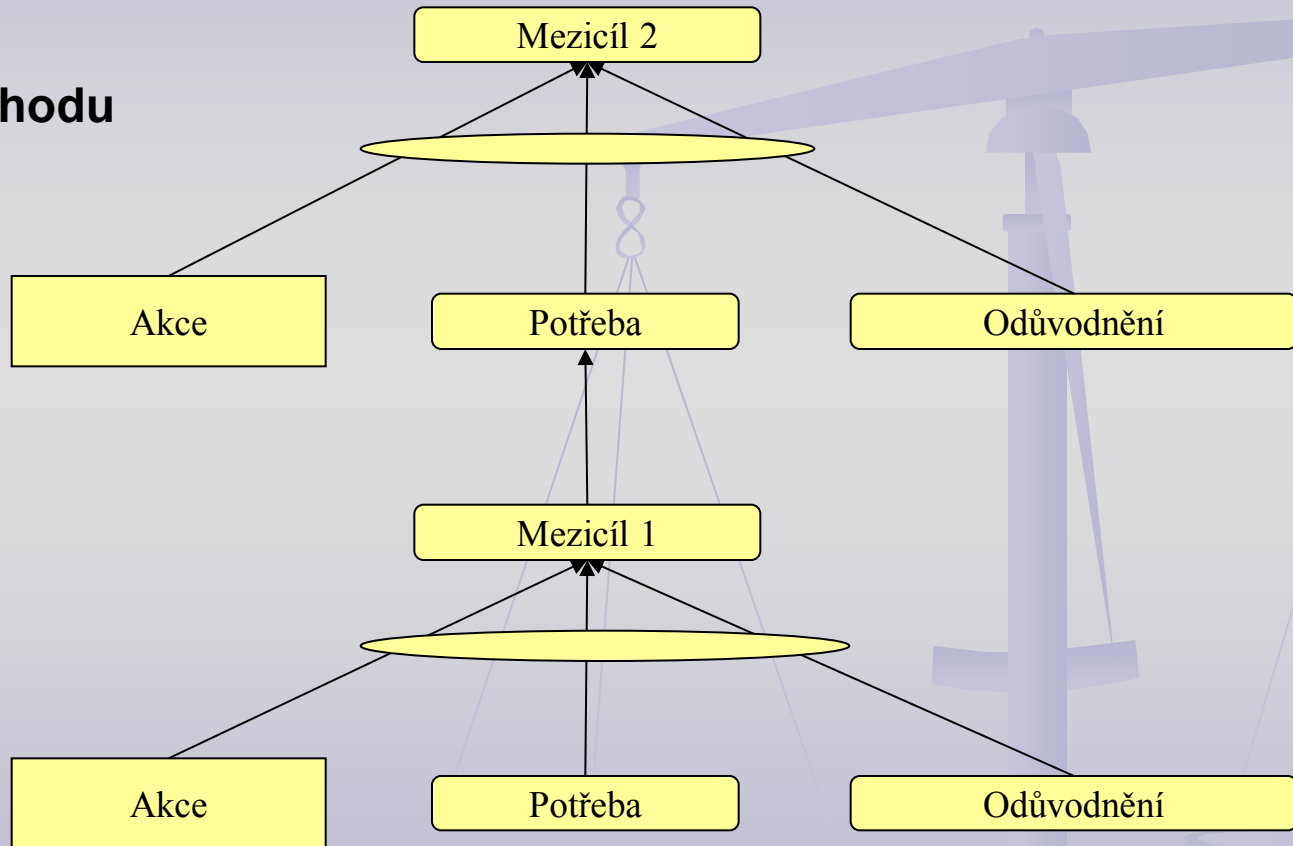 Mezicíl 2
hodu
Akce
Potřeba
Odůvodnění
Mezicíl 1
Akce
Potřeba
Odůvodnění